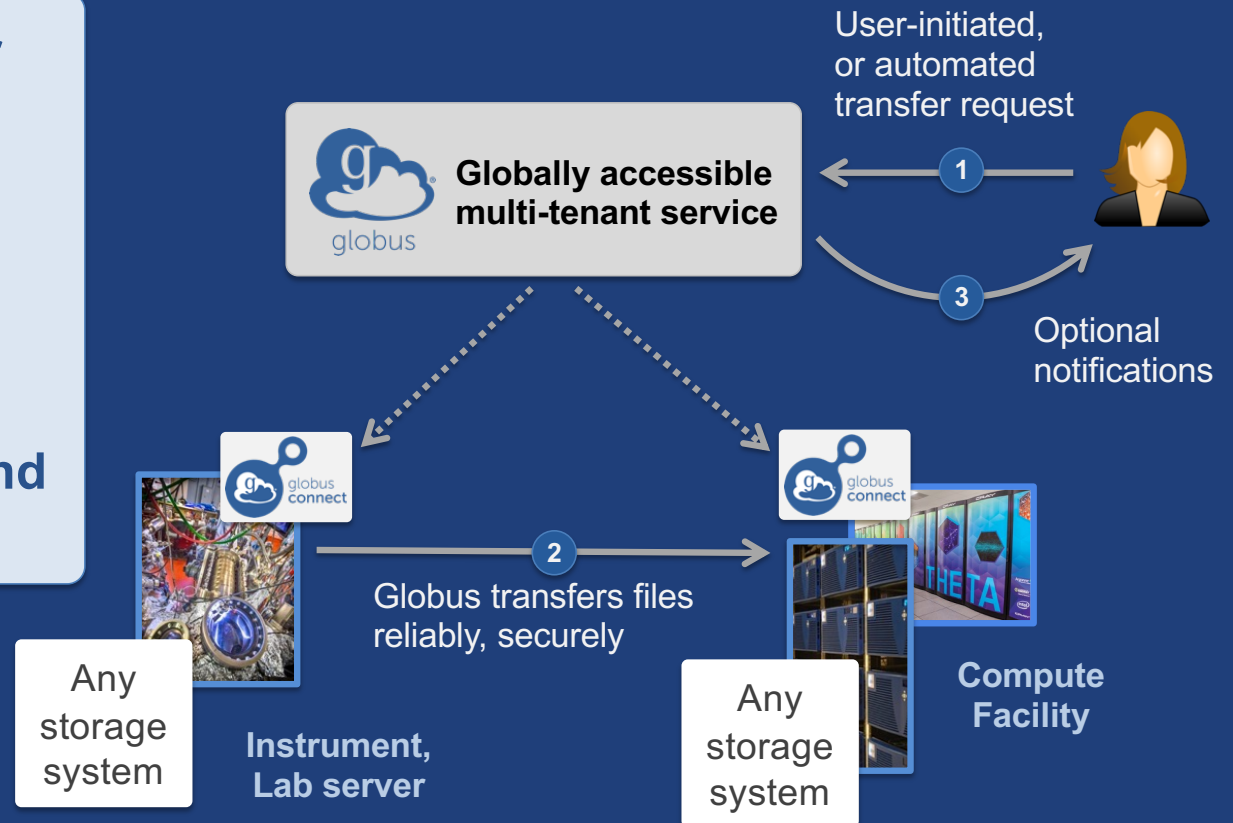 User-initiated,
or automated
transfer request
1
g
globus
Globally accessible
multi-tenant service
3
Optional
notifications
nd
g
globus
connect
g
globus
connect
2
Globus transfers files
reliably, securely
THETA
Any
storage
system
Instrument,
Lab server
Any
storage
system
Compute
Facility